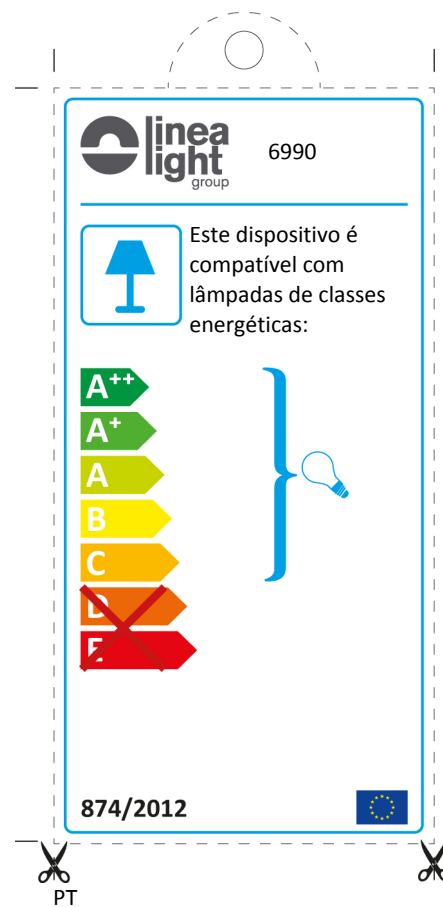 linea
light
group
6990
Este dispositivo é
compatível com
lâmpadas de classes
energéticas:
A++
A+
A
B
C
D
E
874/2012
PT